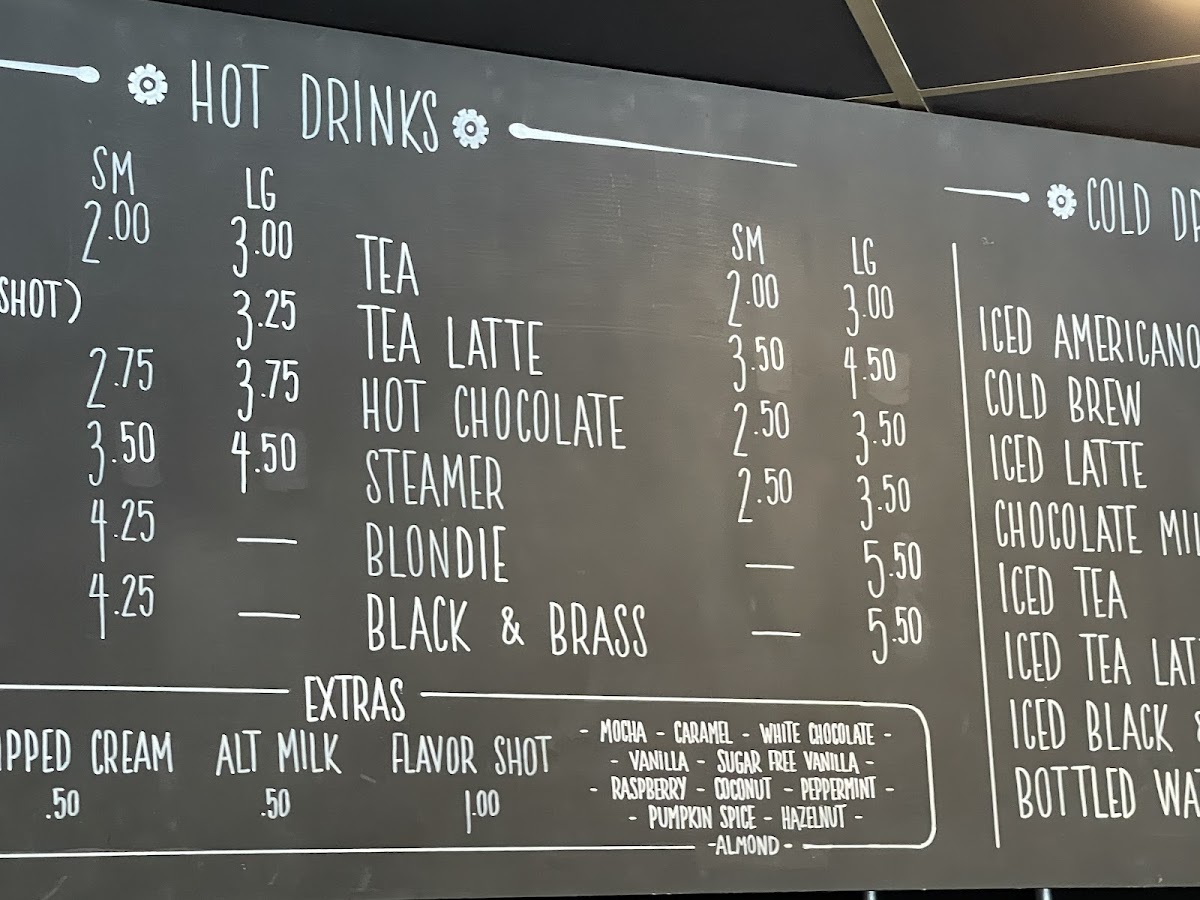 HOT DRINKS
SM LG
2.00 3.00
SHOT) 3.25
2.75 3.75
3.50 4.50
4.25 —
4.25 —
SM LG
TEA 2.00 3.00
TEA LATTE 3.50 4.50
HOT CHOCOLATE 2.50 3.50
STEAMER 2.50 3.50
BLONDIE — 5.50
BLACK & BRASS — 5.50
EXTRAS
IPPED CREAM ALT MILK FLAVOR SHOT
.50 .50 1.00
- MOCHA - CARAMEL - WHITE CHOCOLATE -
- VANILLA - SUGAR FREE VANILLA -
- RASPBERRY - COCONUT - PEPPERMINT -
- PUMPKIN SPICE - HAZELNUT -
-ALMOND-
COLD DR
ICED AMERICANO
COLD BREW
ICED LATTE
CHOCOLATE MIL
ICED TEA
ICED TEA LAT
ICED BLACK &
BOTTLED WA